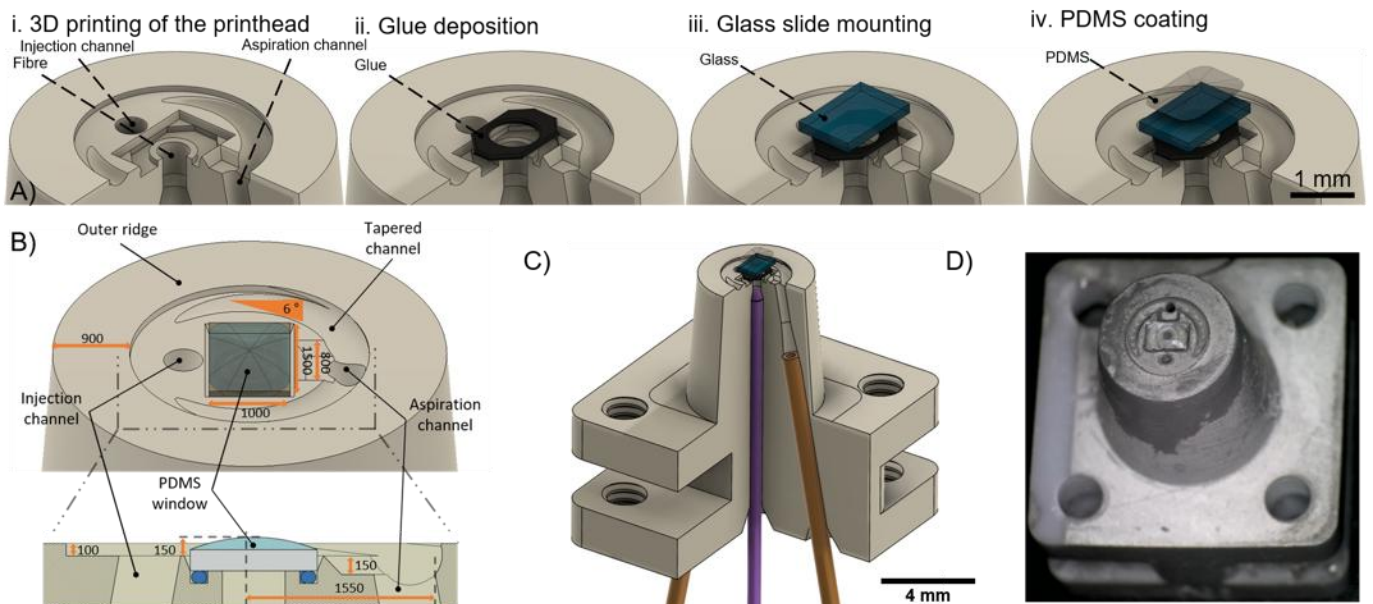 i. 3D printing of the printhead
Injection channel
Fibre
Aspiration channel
ii. Glue deposition
Glue
iii. Glass slide mounting
Glass
iv. PDMS coating
PDMS
1 mm
A)
B)
Outer ridge
Tapered
channel
6°
900
1500
800
1000
Injection
channel
Aspiration
channel
PDMS
window
100
150
150
1550
C)
4 mm
D)